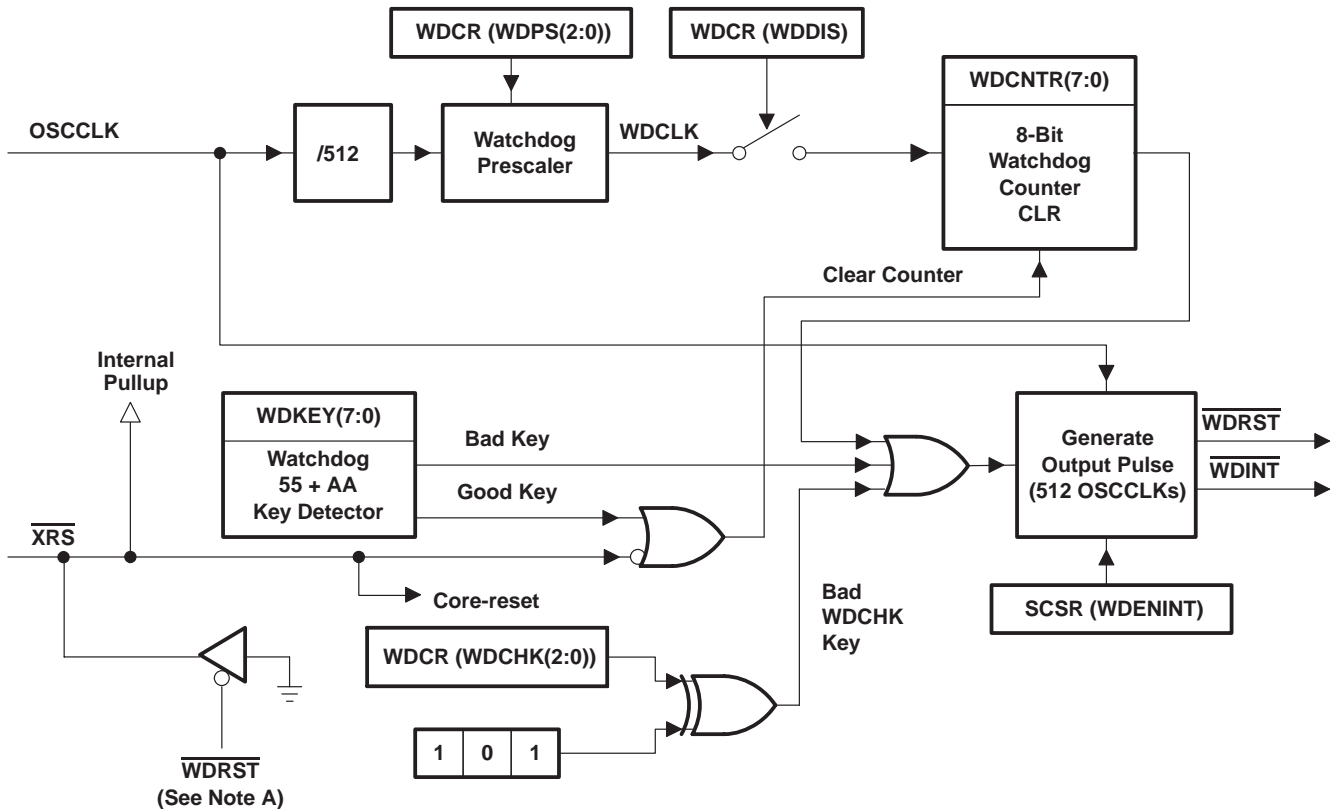 WDCR (WDPS(2:0))
WDCR (WDDIS)
WDCNTR(7:0)
OSCCLK
/512
Watchdog
Prescaler
WDCLK
8-Bit
Watchdog
Counter
CLR
Clear Counter
Internal
Pullup
WDKEY(7:0)
Watchdog
55 + AA
Key Detector
Bad Key
Good Key
Generate
Output Pulse
(512 OSCCLKs)
WDRST
WDINT
XRS
Core-reset
Bad
WDCHK
Key
SCSR (WDENINT)
WDCR (WDCHK(2:0))
1 0 1
WDRST
(See Note A)